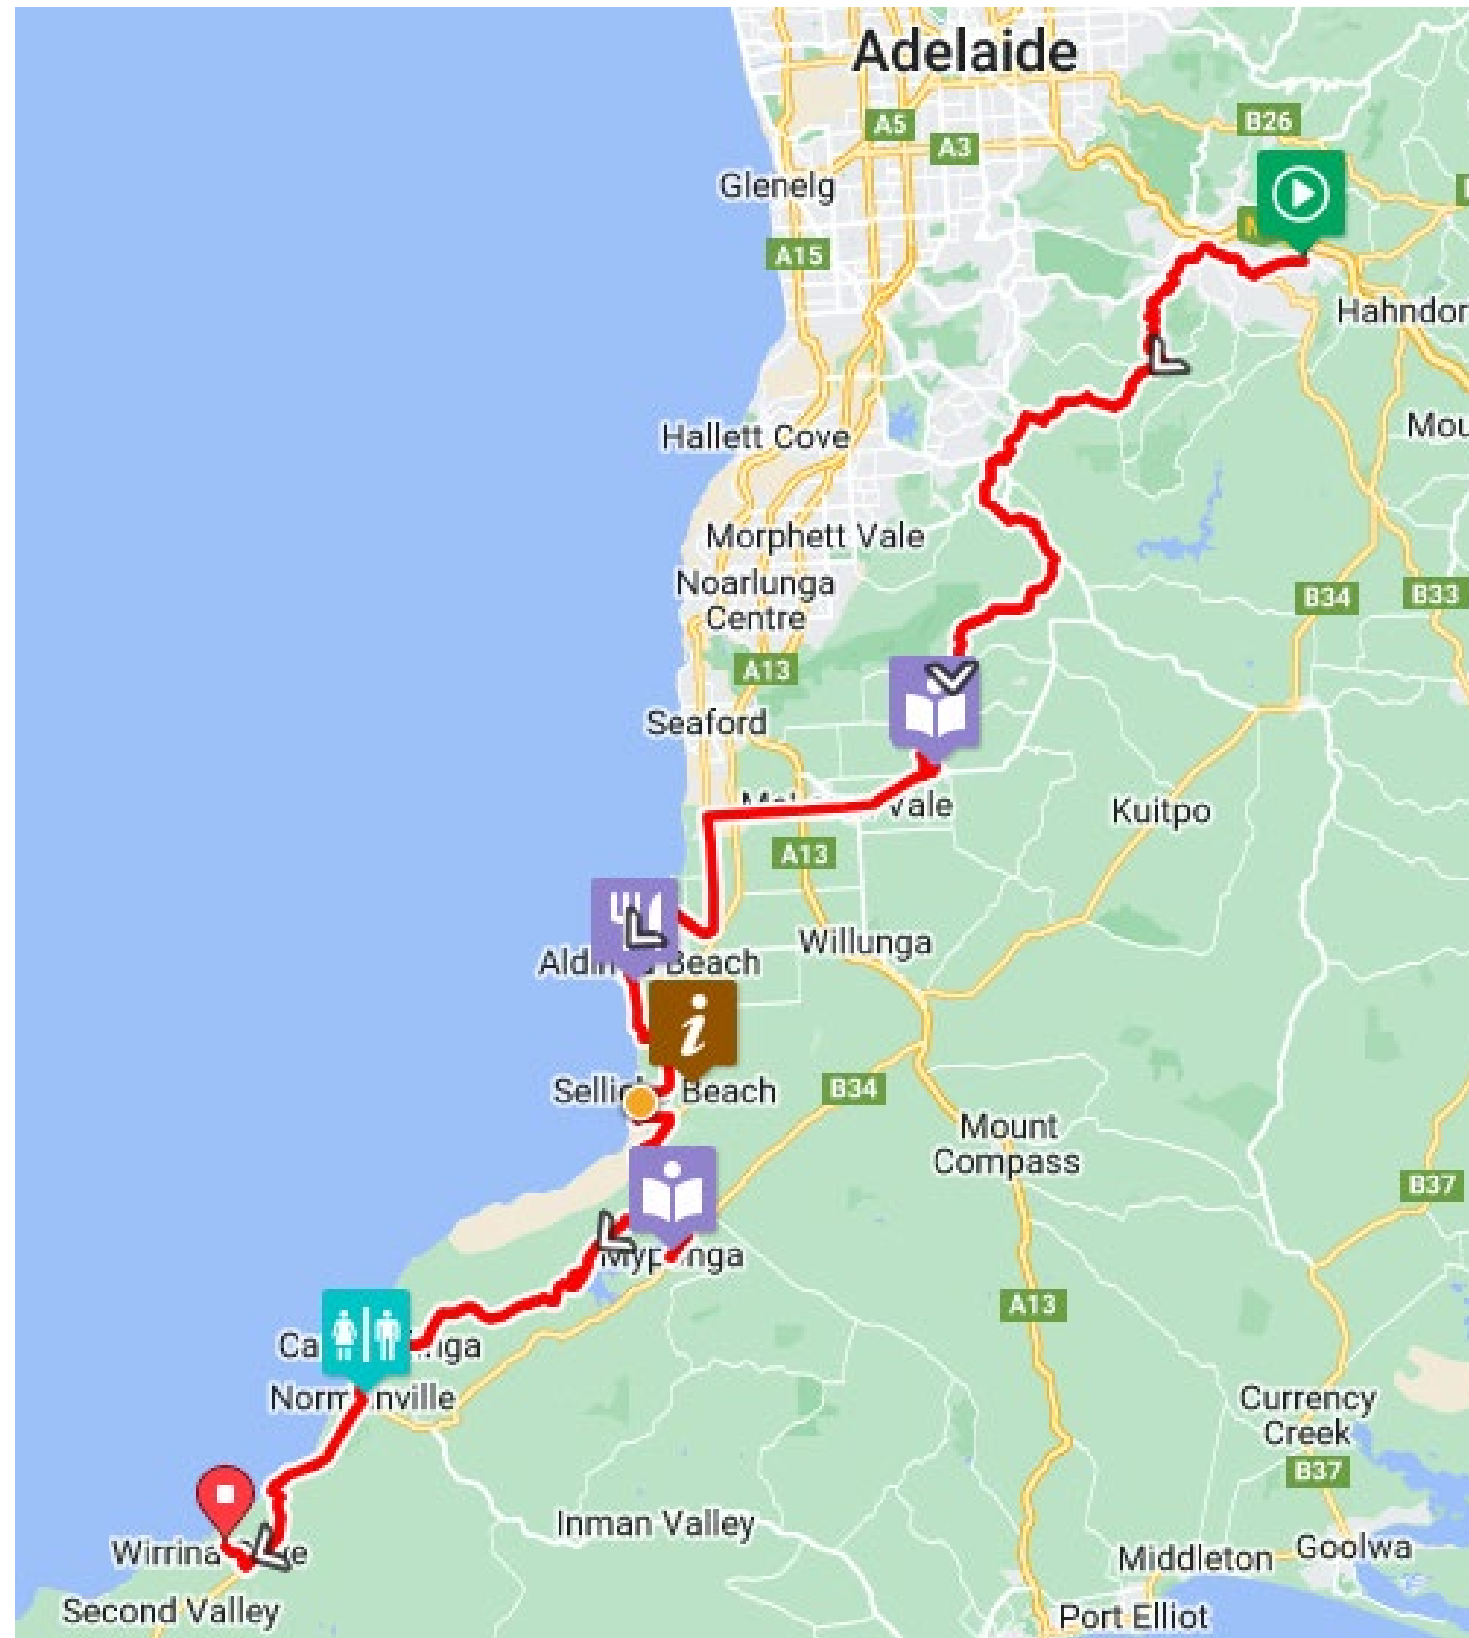 Adelaide
A5
B26
A3
Glenelg
A15
Hahndor
Mou
Hallett Cove
Morphett Vale
Noarlunga
Centre
B34
B33
A13
Seaford
Vale
Kuitpo
A13
Willunga
Beach
Beach
B34
Mount
Compass
B37
A13
Currency
Creek
B37
Inman Valley
Goolwa
Middleton
Second Valley
Port Elliot